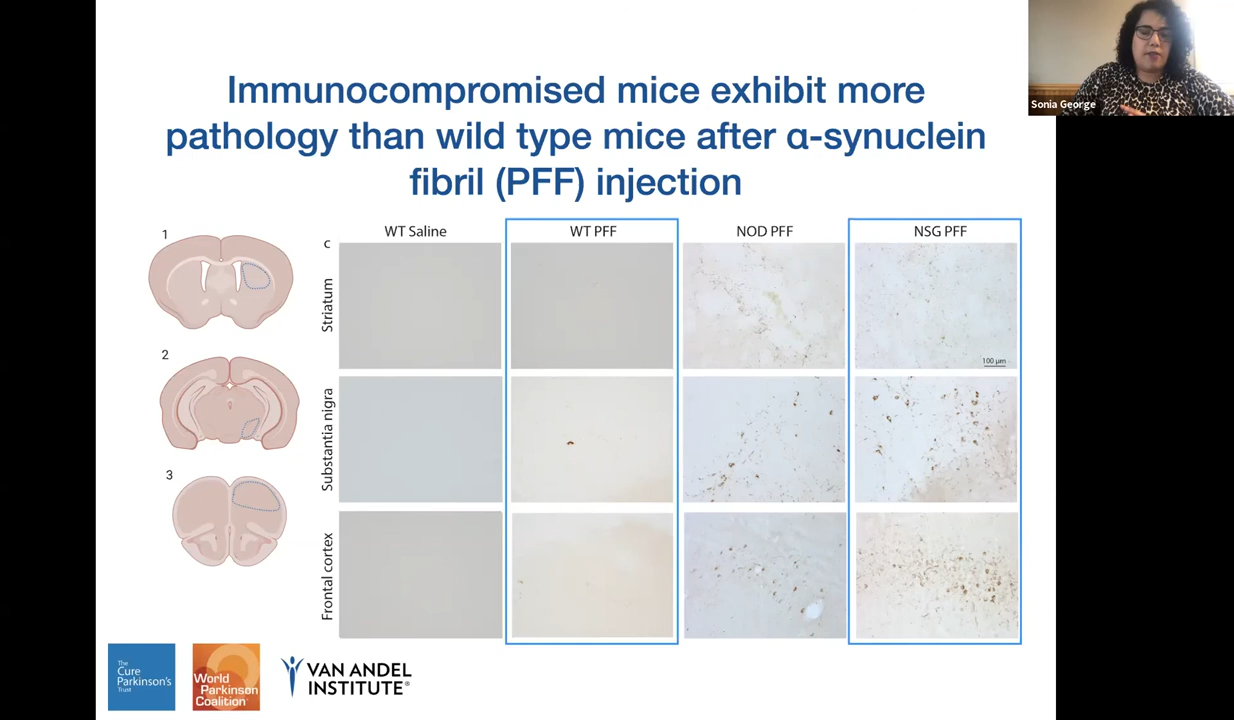 Immunocompromised mice exhibit more
pathology than wild type mice after α-synuclein
fibril (PFF) injection
Sonia George
1
2
3
c
WT Saline
WT PFF
NOD PFF
NSG PFF
Striatum
100 µm
Substantia nigra
Frontal cortex
The
Cure
Parkinson's
Trust
World
Parkinson
Coalition
VAN ANDEL
INSTITUTE®